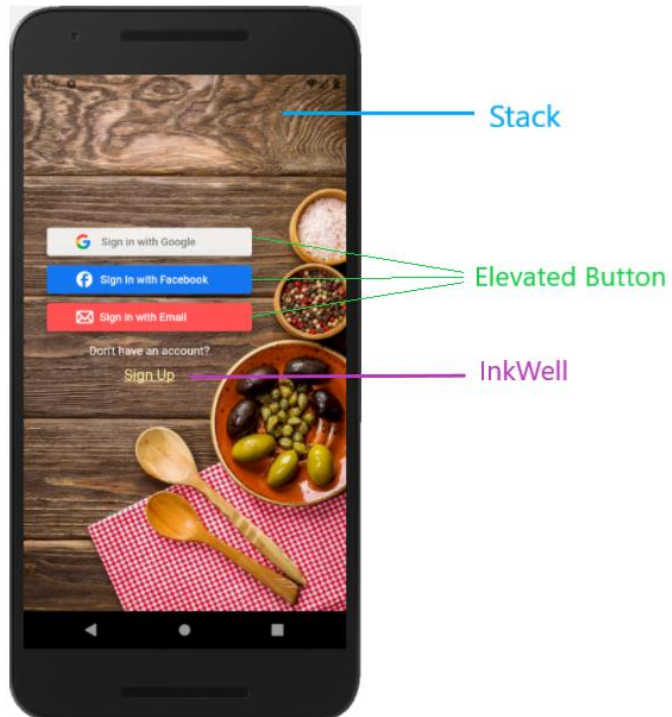 Stack
Sign in with Google
Sign in with Facebook
Elevated Button
Sign in with Email
Don't have an account?
Sign Up
InkWell